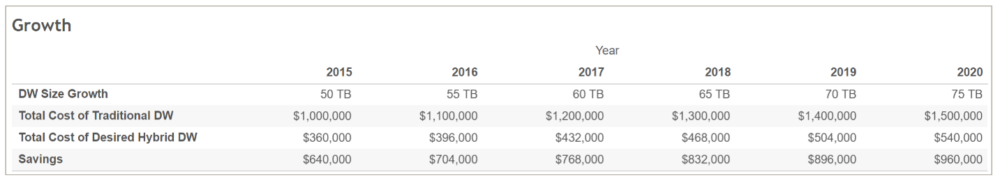 Growth
Year
2015 2016 2017 2018 2019 2020
DW Size Growth 50 TB 55 TB 60 TB 65 TB 70 TB 75 TB
Total Cost of Traditional DW $1,000,000 $1,100,000 $1,200,000 $1,300,000 $1,400,000 $1,500,000
Total Cost of Desired Hybrid DW $360,000 $396,000 $432,000 $468,000 $504,000 $540,000
Savings $640,000 $704,000 $768,000 $832,000 $896,000 $960,000